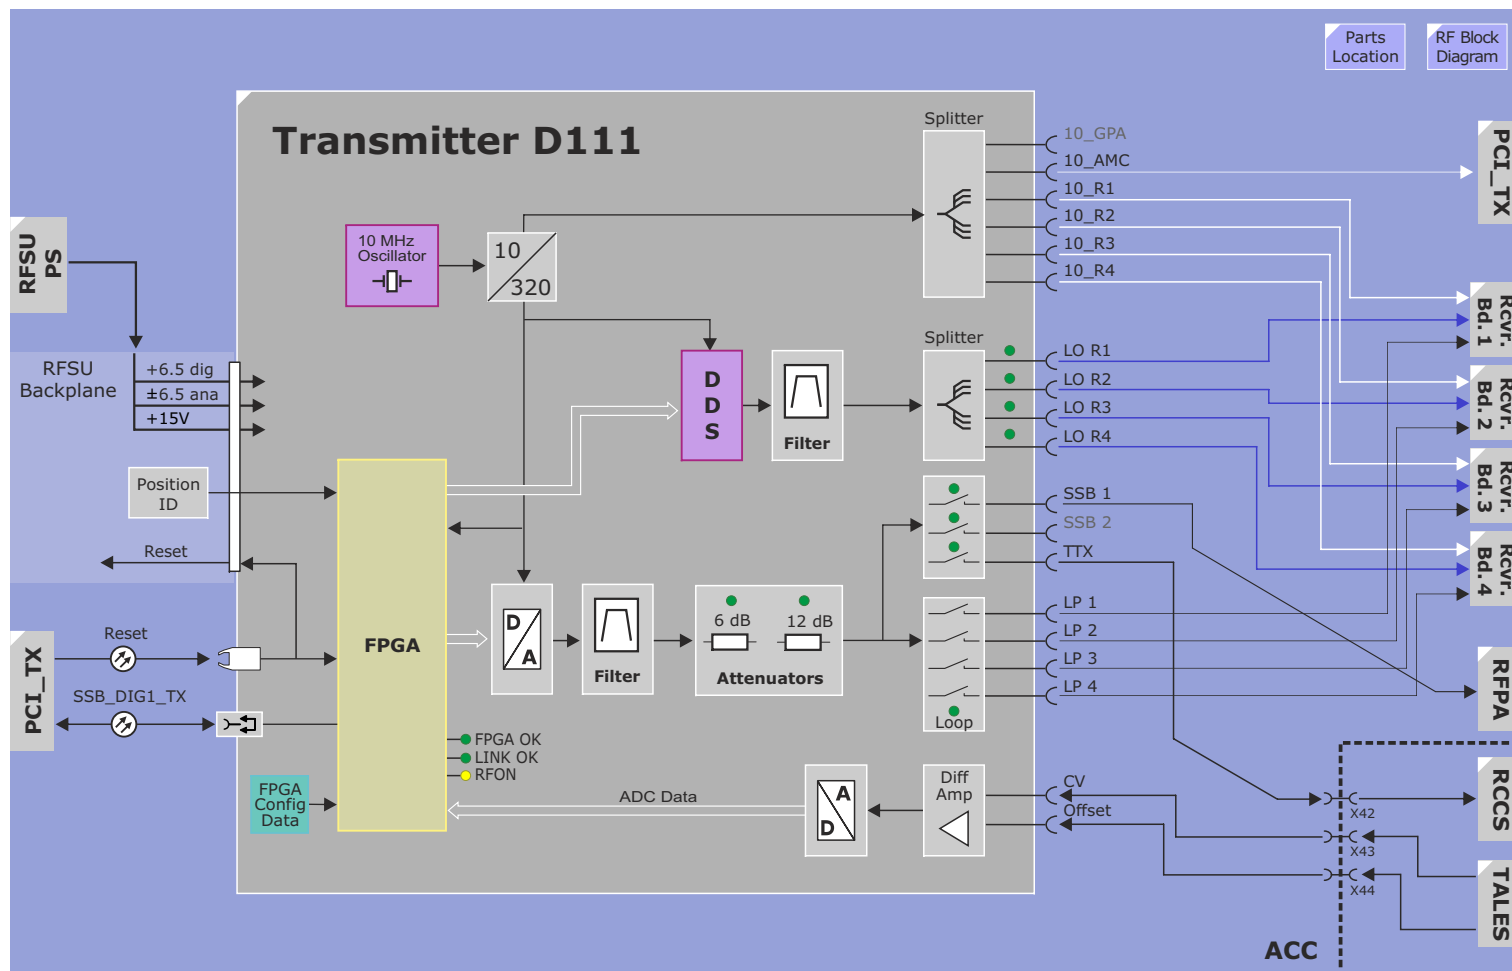 Parts
Location
RF Block
Diagram
Transmitter D111
Splitter
10_GPA
10_AMC
10_R1
10_R2
10_R3
10_R4
PCI_TX
RFSU
PS
10 MHz
Oscillator
10
320
RFSU
Backplane
+6.5 dig
±6.5 ana
+15V
D
D
S
Filter
Splitter
LO R1
LO R2
LO R3
LO R4
Rcvr.
Bd. 1
Rcvr.
Bd. 2
Rcvr.
Bd. 3
Rcvr.
Bd. 4
Position
ID
Reset
FPGA
SSB 1
SSB 2
TTX
D
A
Filter
6 dB
12 dB
Attenuators
LP 1
LP 2
LP 3
LP 4
Loop
RFPA
PCI_TX
Reset
SSB_DIG1_TX
FPGA OK
LINK OK
RFON
FPGA
Config
Data
ADC Data
A
D
Diff
Amp
CV
Offset
X42
X43
X44
RCCS
TALES
ACC